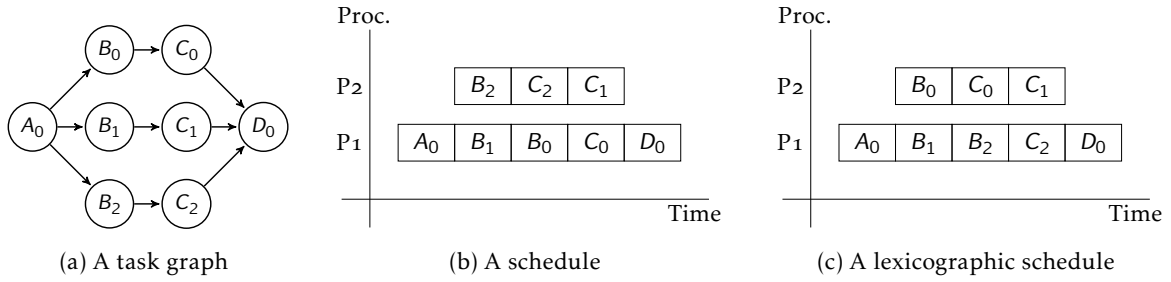 B₀ C₀
A₀ B₁ C₁ D₀
B₂ C₂
(a) A task graph
Proc.
P2 B₂ C₂ C₁
P1 A₀ B₁ B₀ C₀ D₀
Time
(b) A schedule
Proc.
P2 B₀ C₀ C₁
P1 A₀ B₁ B₂ C₂ D₀
Time
(c) A lexicographic schedule